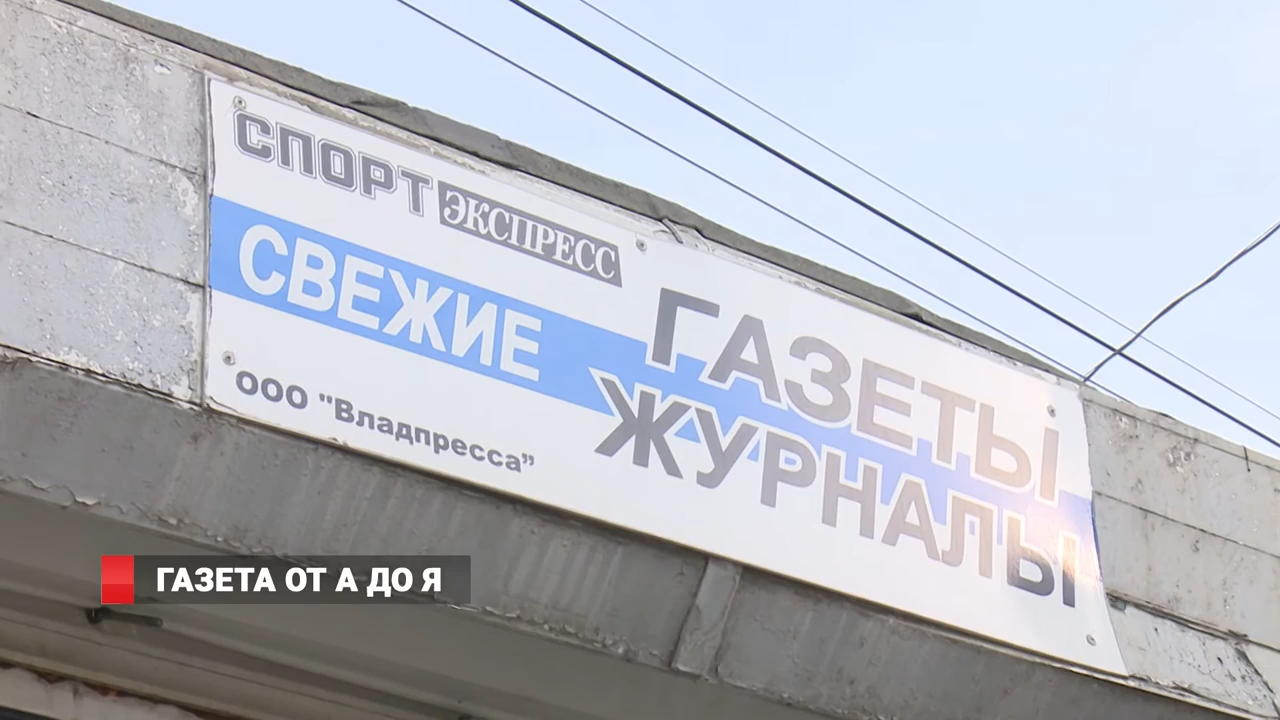 СПОРТ ЭКСПРЕСС
СВЕЖИЕ
ГАЗЕТЫ
ЖУРНАЛЫ
ООО "Владпресса”
ГАЗЕТА ОТ А ДО Я